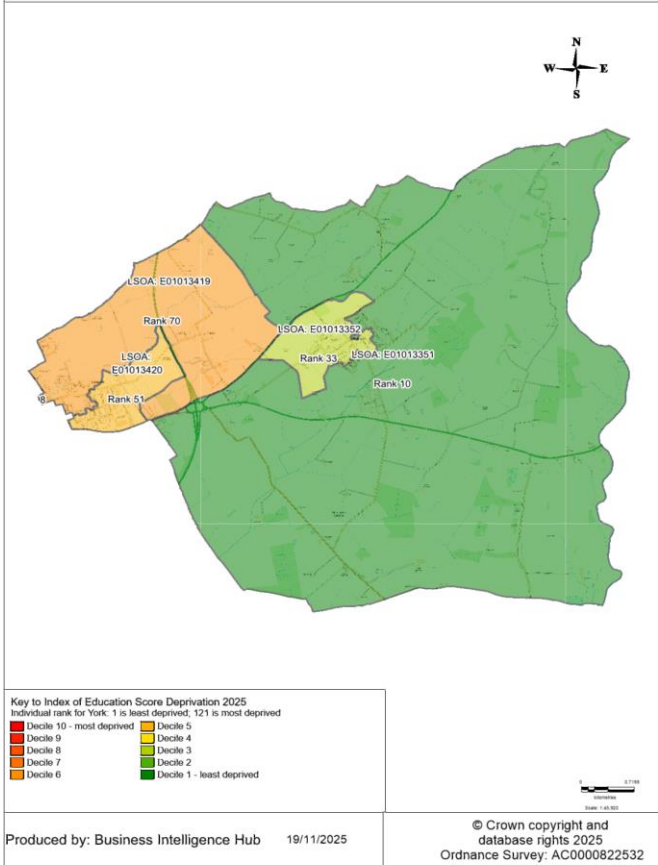 N
W E
S
LSOA: E01013419
Rank 70
LSOA: E01013352
LSOA:
E01013420
Rank 33
LSOA: E01013351
Rank 10
Rank 51
8
Key to Index of Education Score Deprivation 2025
Individual rank for York: 1 is least deprived; 121 is most deprived
Decile 10 - most deprived
Decile 9
Decile 8
Decile 7
Decile 6
Decile 5
Decile 4
Decile 3
Decile 2
Decile 1 - least deprived
0
kilometres
Produced by: Business Intelligence Hub 19/11/2025
© Crown copyright and
database rights 2025
Ordnance Survey: AC0000822532